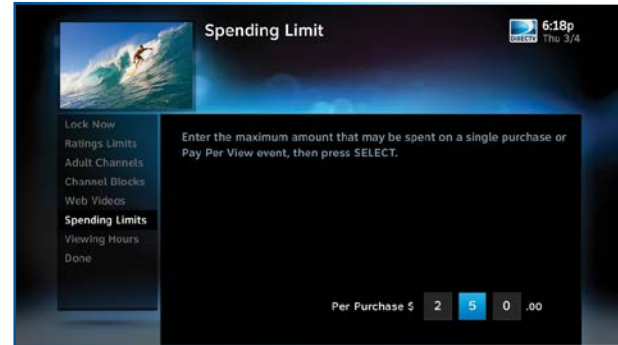 Spending Limit
DIRECTV
6:18p
Thu 3/4
Lock Now
Ratings Limits
Adult Channels
Channel Blocks
Web Videos
Spending Limits
Viewing Hours
Done
Enter the maximum amount that may be spent on a single purchase or
Pay Per View event, then press SELECT.
Per Purchase $ 2 5 0 .00